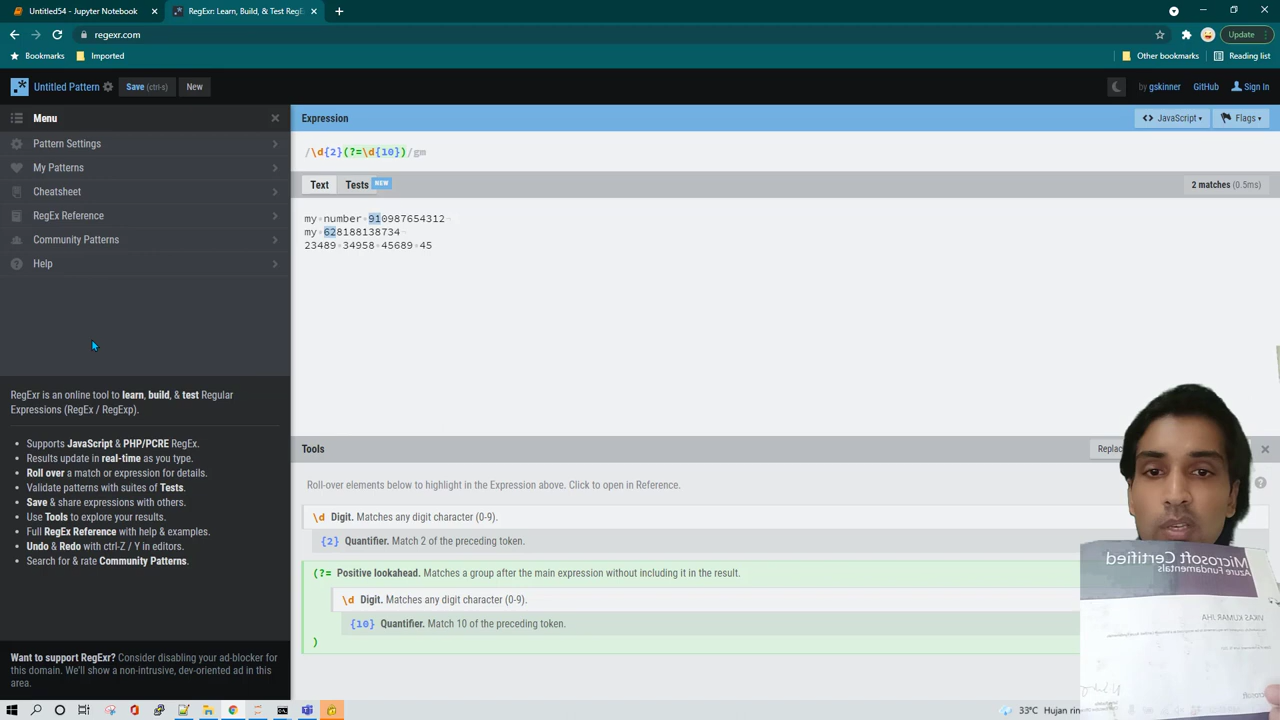 Untitled54 - Jupyter Notebook
RegExr: Learn, Build, & Test RegE
regexr.com
Update
Bookmarks
Imported
Other bookmarks
Reading list
Untitled Pattern
Save (ctrl-s)
New
by gskinner
GitHub
Sign In
Menu
Pattern Settings
My Patterns
Cheatsheet
RegEx Reference
Community Patterns
Help
RegExr is an online tool to learn, build, & test Regular
Expressions (RegEx / RegExp).
• Supports JavaScript & PHP/PCRE RegEx.
• Results update in real-time as you type.
• Roll over a match or expression for details.
• Validate patterns with suites of Tests.
• Save & share expressions with others.
• Use Tools to explore your results.
• Full RegEx Reference with help & examples.
• Undo & Redo with ctrl-Z / Y in editors.
• Search for & rate Community Patterns.
Want to support RegExr? Consider disabling your ad-blocker for
this domain. We'll show a non-intrusive, dev-oriented ad in this
area.
Expression
<> JavaScript
Flags
/\d{2}(?=\d{10})/gm
Text
Tests NEW
2 matches (0.5ms)
my number 910987654312
my 628188138734
23489 34958 45689 45
Tools
Replac
Roll-over elements below to highlight in the Expression above. Click to open in Reference.
\d Digit. Matches any digit character (0-9).
{2} Quantifier. Match 2 of the preceding token.
(?= Positive lookahead. Matches a group after the main expression without including it in the result.
\d Digit. Matches any digit character (0-9).
{10} Quantifier. Match 10 of the preceding token.
)
Microsoft Certified
Azure Fundamentals
VIKAS KUMAR JHA
33°C Hujan rin